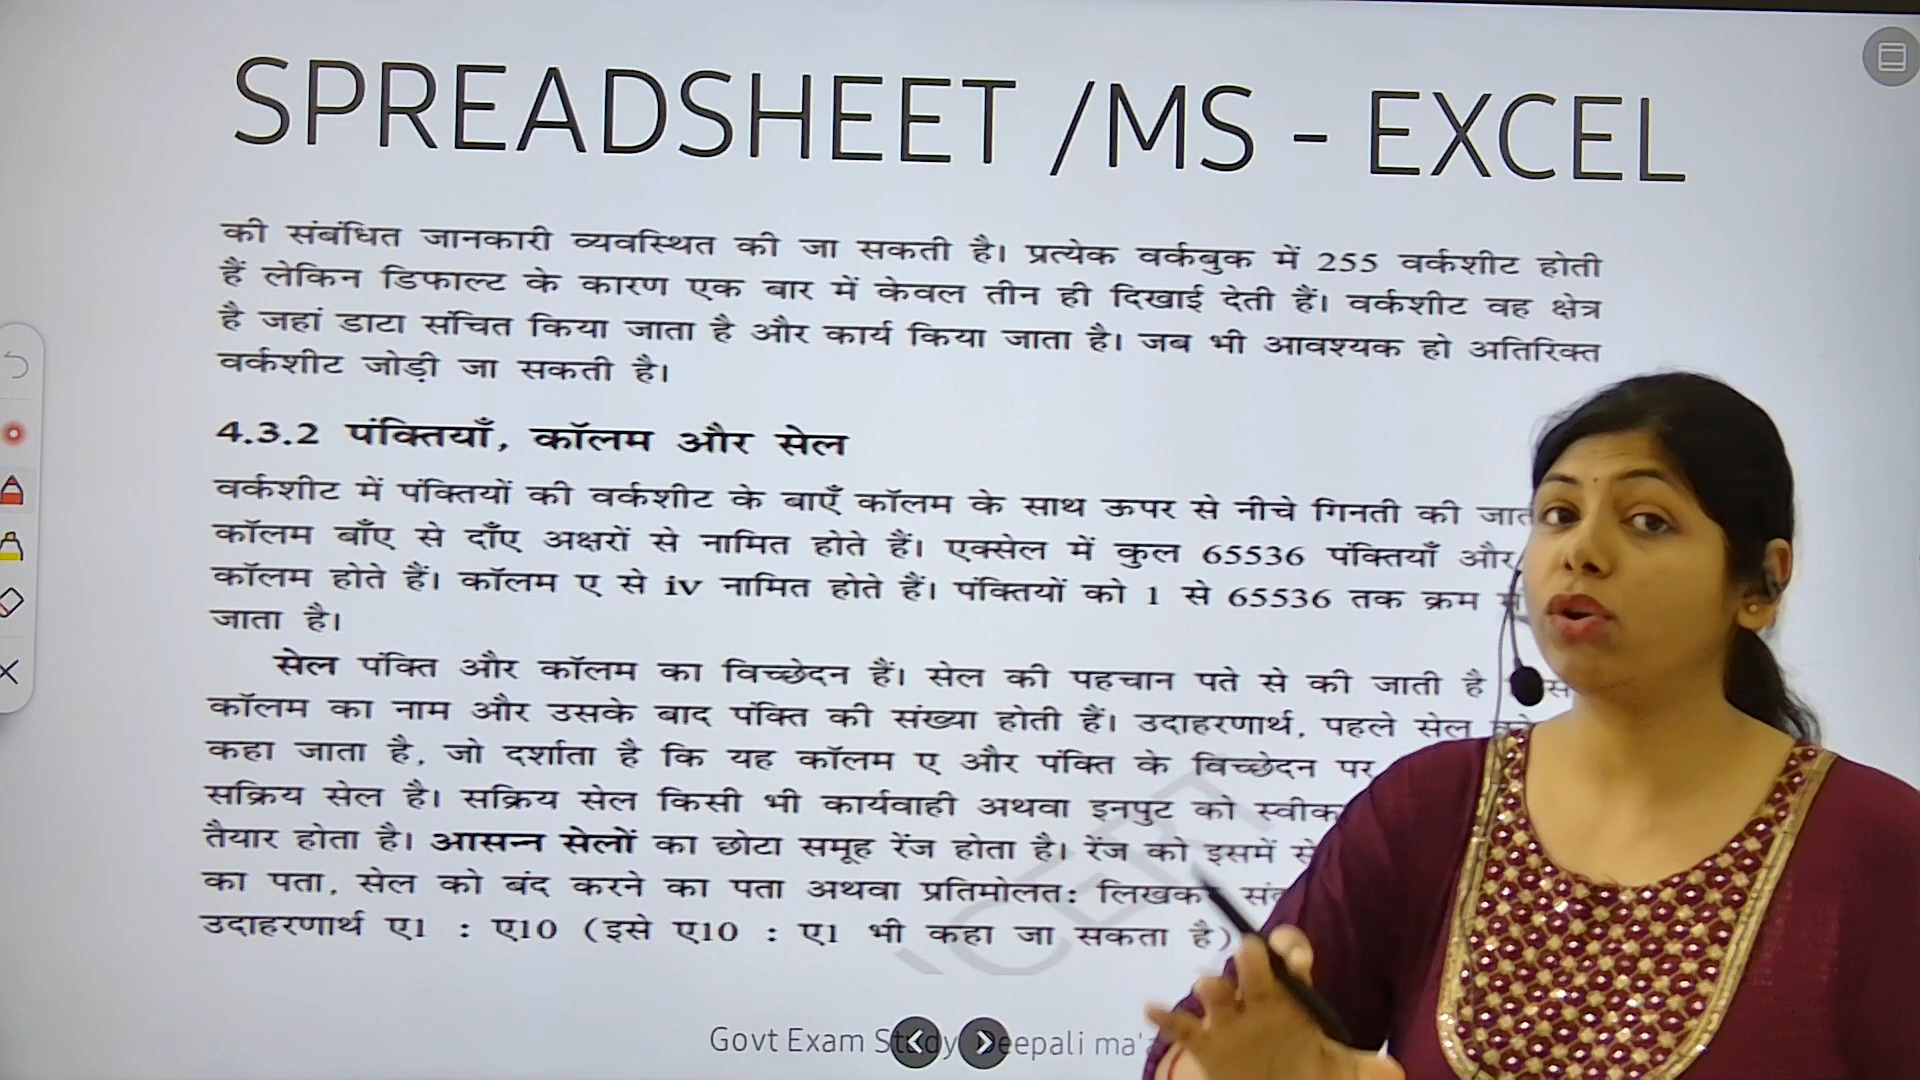 SPREADSHEET /MS - EXCEL
की संबंधित जानकारी व्यवस्थित की जा सकती है। प्रत्येक वर्कबुक में 255 वर्कशीट होती
हैं लेकिन डिफाल्ट के कारण एक बार में केवल तीन ही दिखाई देती हैं। वर्कशीट वह क्षेत्र
है जहां डाटा संचित किया जाता है और कार्य किया जाता है। जब भी आवश्यक हो अतिरिक्त
वर्कशीट जोड़ी जा सकती है।
4.3.2 पंक्तियाँ, कॉलम और सेल
वर्कशीट में पंक्तियों की वर्कशीट के बाएँ कॉलम के साथ ऊपर से नीचे गिनती की
कॉलम बाँए से दाँए अक्षरों से नामित होते हैं। एक्सेल में कुल 65536 पंक्तियाँ और
कॉलम होते हैं। कॉलम ए से iv नामित होते हैं। पंक्तियों को 1 से 65536 तक क्रम
जाता है।
सेल पंक्ति और कॉलम का विच्छेदन हैं। सेल की पहचान पते से की जाती है
कॉलम का नाम और उसके बाद पंक्ति की संख्या होती हैं। उदाहरणार्थ, पहले सेल
कहा जाता है, जो दर्शाता है कि यह कॉलम ए और पंक्ति के विच्छेदन पर
सक्रिय सेल है। सक्रिय सेल किसी भी कार्यवाही अथवा इनपुट को
तैयार होता है। आसन्न सेलों का छोटा समूह रेंज होता है। रेंज को इसमें
का पता, सेल को बंद करने का पता अथवा प्रतिमोलतः
उदाहरणार्थ ए1 : ए10 (इसे ए10 : ए1 भी कहा जा सकता है)
Govt Exam Study Deepali